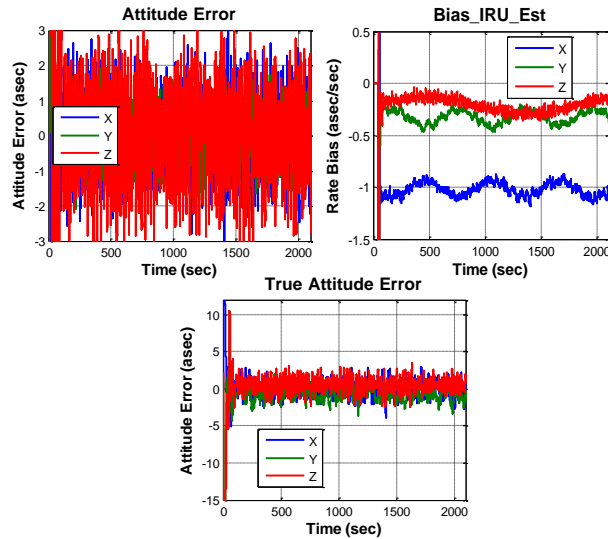 Attitude Error
Attitude Error (asec)
3
2
1
0
-1
-2
-3
X
Y
Z
0
500
1000
1500
2000
Time (sec)
Bias_IRU_Est
Rate Bias (asec/sec)
0.5
0
-0.5
-1
-1.5
X
Y
Z
0
500
1000
1500
2000
Time (sec)
True Attitude Error
Attitude Error (asec)
10
5
0
-5
-10
-15
X
Y
Z
0
500
1000
1500
2000
Time (sec)